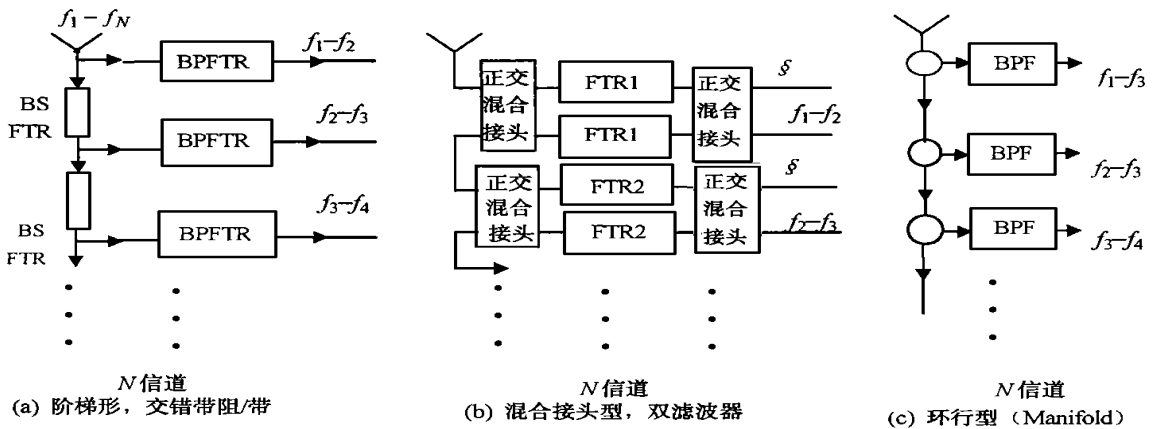 f₁−f_N
BPFTR
f₁−f₂
BS
FTR
BPFTR
f₂−f₃
BS
FTR
BPFTR
f₃−f₄
N信道
(a) 阶梯形，交错带阻/带
正交
混合
接头
FTR1
FTR1
正交
混合
接头
§
f₁−f₂
正交
混合
接头
FTR2
FTR2
正交
混合
接头
§
f₂−f₃
N信道
(b) 混合接头型，双滤波器
BPF
f₁−f₃
BPF
f₂−f₃
BPF
f₃−f₄
N信道
(c) 环行型（Manifold）